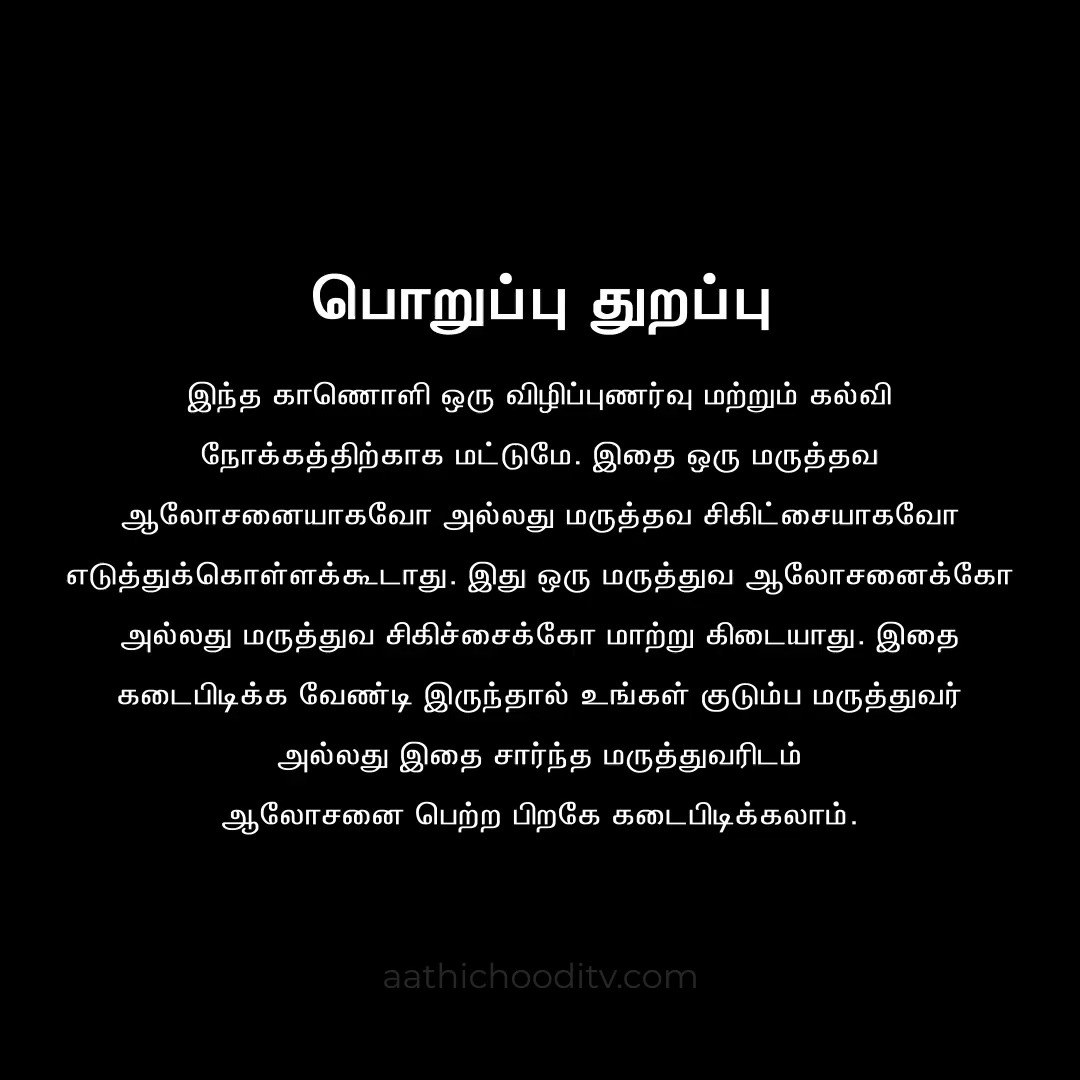 பொறுப்பு துறப்பு
இந்த காணொளி ஒரு விழிப்புணர்வு மற்றும் கல்வி
நோக்கத்திற்காக மட்டுமே. இதை ஒரு மருத்தவ
ஆலோசனையாகவோ அல்லது மருத்தவ சிகிட்சையாகவோ
எடுத்துக்கொள்ளக்கூடாது. இது ஒரு மருத்துவ ஆலோசனைக்கோ
அல்லது மருத்துவ சிகிச்சைக்கோ மாற்று கிடையாது. இதை
கடைபிடிக்க வேண்டி இருந்தால் உங்கள் குடும்ப மருத்துவர்
அல்லது இதை சார்ந்த மருத்துவரிடம்
ஆலோசனை பெற்ற பிறகே கடைபிடிக்கலாம்.
aathichooditv.com